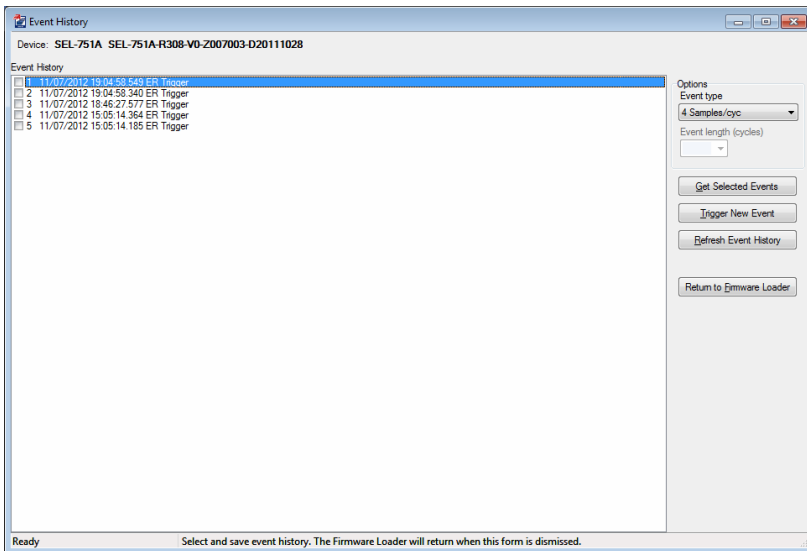 Event History
Device: SEL-751A SEL-751A-R308-V0-Z007003-D20111028
Event History
1 11/07/2012 19:04:58.549 ER Trigger
2 11/07/2012 19:04:58.340 ER Trigger
3 11/07/2012 18:46:27.577 ER Trigger
4 11/07/2012 15:05:14.364 ER Trigger
5 11/07/2012 15:05:14.185 ER Trigger
Options
Event type
4 Samples/cyc
Event length (cycles)
Get Selected Events
Trigger New Event
Refresh Event History
Return to Firmware Loader
Ready
Select and save event history. The Firmware Loader will return when this form is dismissed.